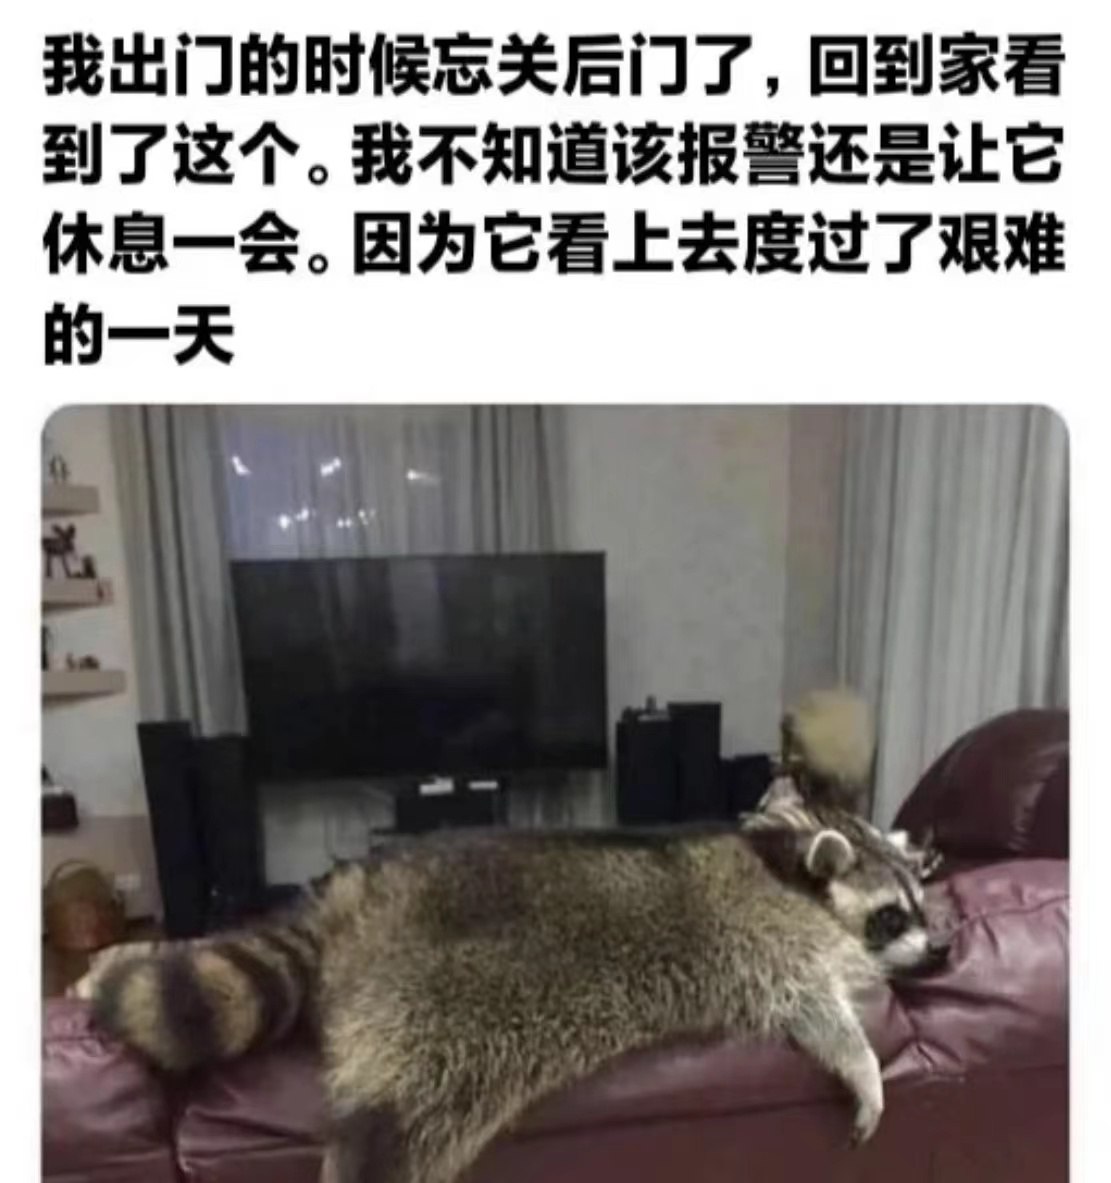 我出门的时候忘关后门了，回到家看
到了这个。我不知道该报警还是让它
休息一会。因为它看上去度过了艰难
的一天